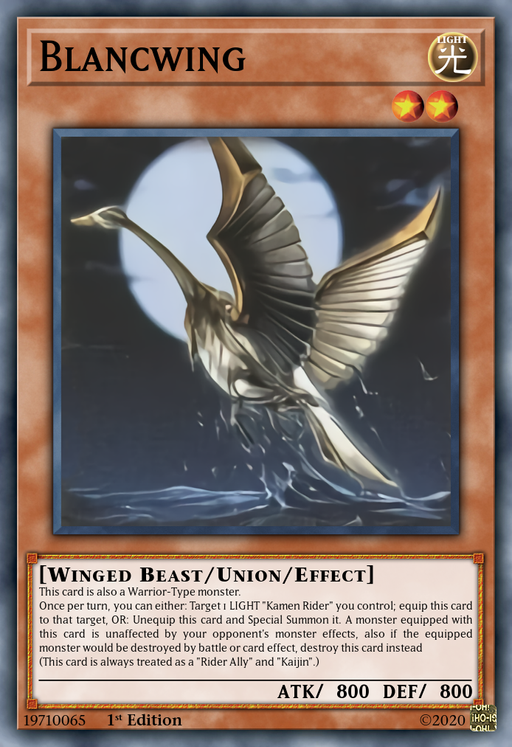 BLANCWING
LIGHT
光
[WINGED BEAST/UNION/EFFECT]
This card is also a Warrior-Type monster.
Once per turn, you can either: Target 1 LIGHT "Kamen Rider" you control; equip this card
to that target, OR: Unequip this card and Special Summon it. A monster equipped with
this card is unaffected by your opponent's monster effects, also if the equipped
monster would be destroyed by battle or card effect, destroy this card instead
(This card is always treated as a "Rider Ally" and "Kaijin".)
ATK/ 800 DEF/ 800
19710065 1st Edition ©2020